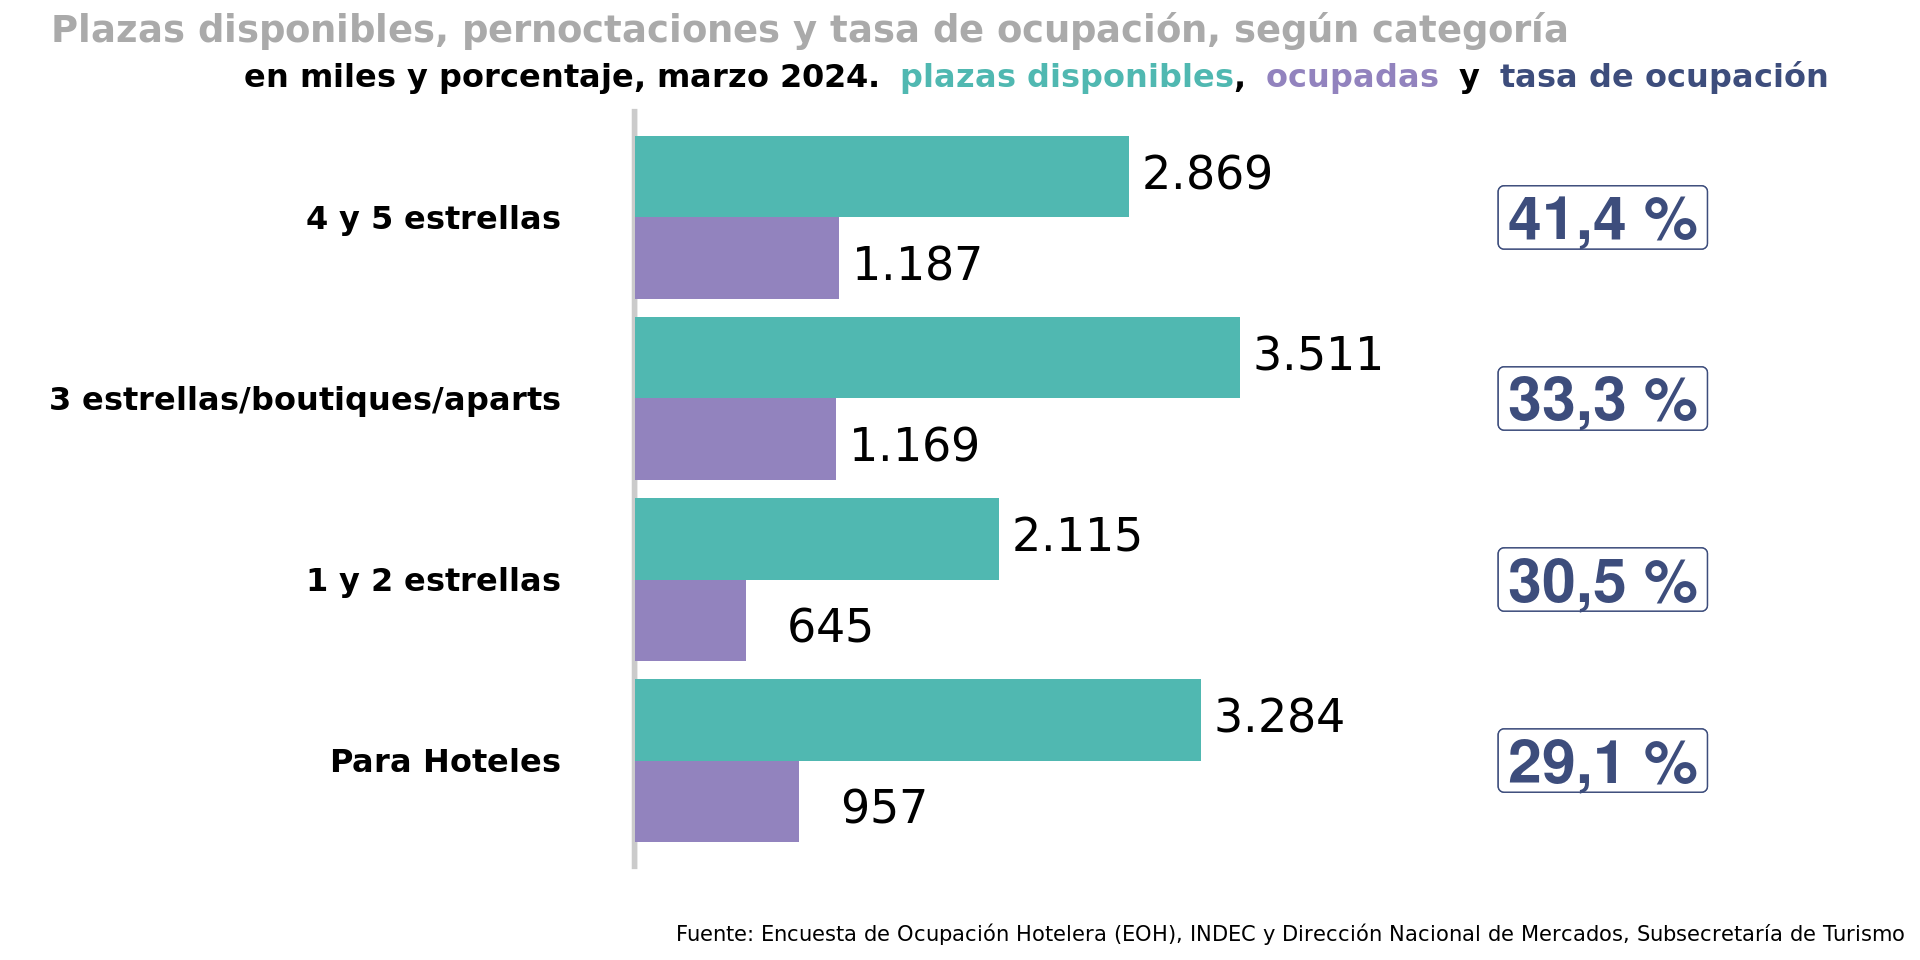 Plazas disponibles, pernoctaciones y tasa de ocupación, según categoría
en miles y porcentaje, marzo 2024. plazas disponibles, ocupadas y tasa de ocupación
4 y 5 estrellas
2.869
1.187
41,4 %
3 estrellas/boutiques/aparts
3.511
1.169
33,3 %
1 y 2 estrellas
2.115
645
30,5 %
Para Hoteles
3.284
957
29,1 %
Fuente: Encuesta de Ocupación Hotelera (EOH), INDEC y Dirección Nacional de Mercados, Subsecretaría de Turismo